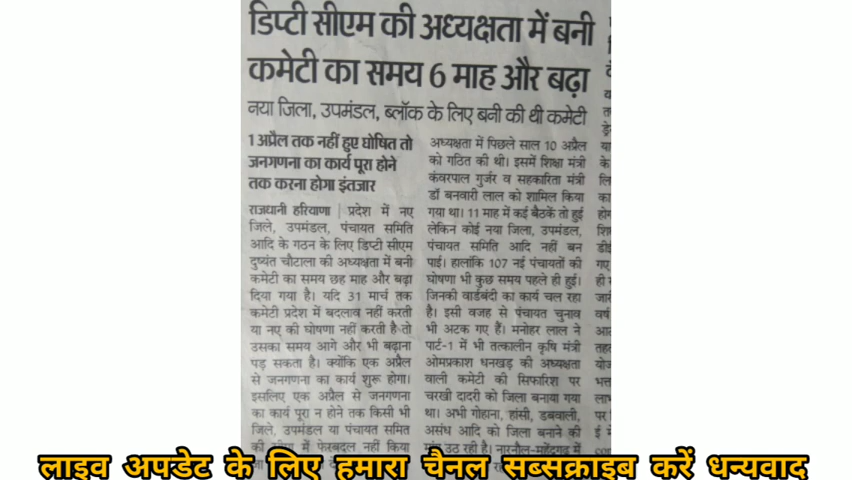 डिप्टी सीएम की अध्यक्षता में बनी
कमेटी का समय 6 माह और बढ़ा
नया जिला, उपमंडल, ब्लॉक के लिए बनी की थी कमेटी
1 अप्रैल तक नहीं हुए घोषित तो
जनगणना का कार्य पूरा होने
तक करना होगा इंतजार
राजधानी हरियाणा | प्रदेश में नए
जिले, उपमंडल, पंचायत समिति
आदि के गठन के लिए डिप्टी सीएम
दुष्यंत चौटाला की अध्यक्षता में बनी
कमेटी का समय छह माह और बढ़ा
दिया गया है। यदि 31 मार्च तक
कमेटी प्रदेश में बदलाव नहीं करती
या नए की घोषणा नहीं करती है तो
उसका समय आगे और भी बढ़ाना
पड़ सकता है। क्योंकि एक अप्रैल
से जनगणना का कार्य शुरू होगा।
इसलिए एक अप्रैल से जनगणना
का कार्य पूरा न होने तक किसी भी
जिले, उपमंडल या पंचायत समित
की सीमा में फेरबदल नहीं किया
अध्यक्षता में पिछले साल 10 अप्रैल
को गठित की थी। इसमें शिक्षा मंत्री
कंवरपाल गुर्जर व सहकारिता मंत्री
डॉ बनवारी लाल को शामिल किया
गया था। 11 माह में कई बैठकें तो हुई
लेकिन कोई नया जिला, उपमंडल,
पंचायत समिति आदि नहीं बन
पाई। हालांकि 107 नई पंचायतों की
घोषणा भी कुछ समय पहले ही हुई।
जिनकी वार्डबंदी का कार्य चल रहा
है। इसी वजह से पंचायत चुनाव
भी अटक गए हैं। मनोहर लाल ने
पार्ट-1 में भी तत्कालीन कृषि मंत्री
ओमप्रकाश धनखड़ की अध्यक्षता
वाली कमेटी की सिफारिश पर
चरखी दादरी को जिला बनाया गया
था। अभी गोहाना, हांसी, डबवाली,
असंध आदि को जिला बनाने की
मांग उठ रही है। नारनौल-महेंद्रगढ़ में
लाइव अपडेट के लिए हमारा चैनल सब्सक्राइब करें धन्यवाद